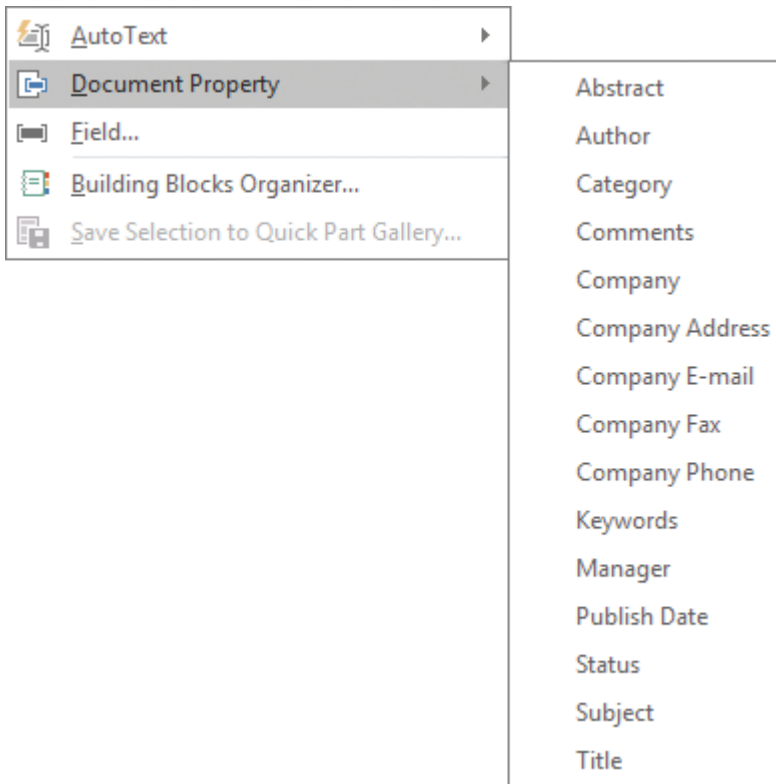 AutoText
Document Property
Field...
Building Blocks Organizer...
Save Selection to Quick Part Gallery...
Abstract
Author
Category
Comments
Company
Company Address
Company E-mail
Company Fax
Company Phone
Keywords
Manager
Publish Date
Status
Subject
Title